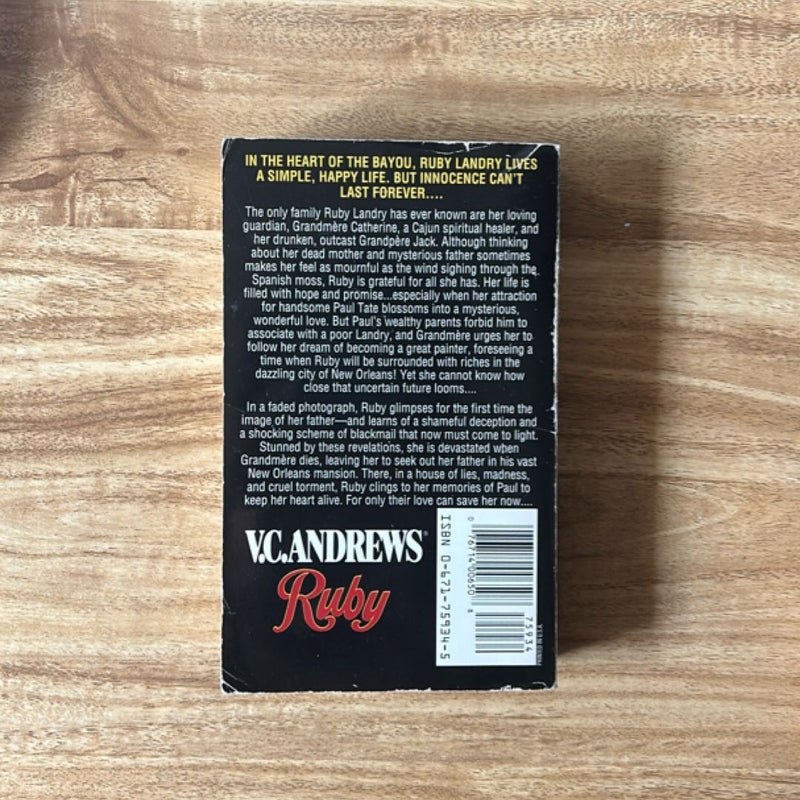 IN THE HEART OF THE BAYOU, RUBY LANDRY LIVES
A SIMPLE, HAPPY LIFE. BUT INNOCENCE CAN'T
LAST FOREVER....
The only family Ruby Landry has ever known are her loving
guardian, Grandmère Catherine, a Cajun spiritual healer, and
her drunken, outcast Grandpère Jack. Although thinking
about her dead mother and mysterious father sometimes
makes her feel as mournful as the wind sighing through the
Spanish moss, Ruby is grateful for all she has. Her life is
filled with hope and promise...especially when her attraction
for handsome Paul Tate blossoms into a mysterious,
wonderful love. But Paul's wealthy parents forbid him to
associate with a poor Landry, and Grandmère urges her to
follow her dream of becoming a great painter, foreseeing a
time when Ruby will be surrounded with riches in the
dazzling city of New Orleans! Yet she cannot know how
close that uncertain future looms....
In a faded photograph, Ruby glimpses for the first time the
image of her father—and learns of a shameful deception and
a shocking scheme of blackmail that now must come to light.
Stunned by these revelations, she is devastated when
Grandmère dies, leaving her to seek out her father in his vast
New Orleans mansion. There, in a house of lies, madness,
and cruel torment, Ruby clings to her memories of Paul to
keep her heart alive. For only their love can save her now....
V.C. ANDREWS®
Ruby
ISBN 0-671-75934-5
0 76714 00650 8
75934